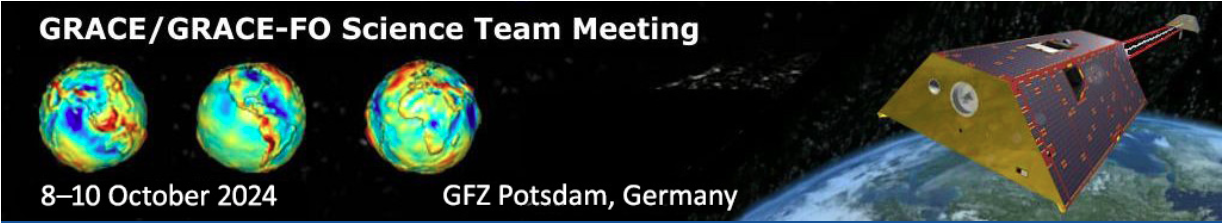 GRACE/GRACE-FO Science Team Meeting
8–10 October 2024
GFZ Potsdam, Germany